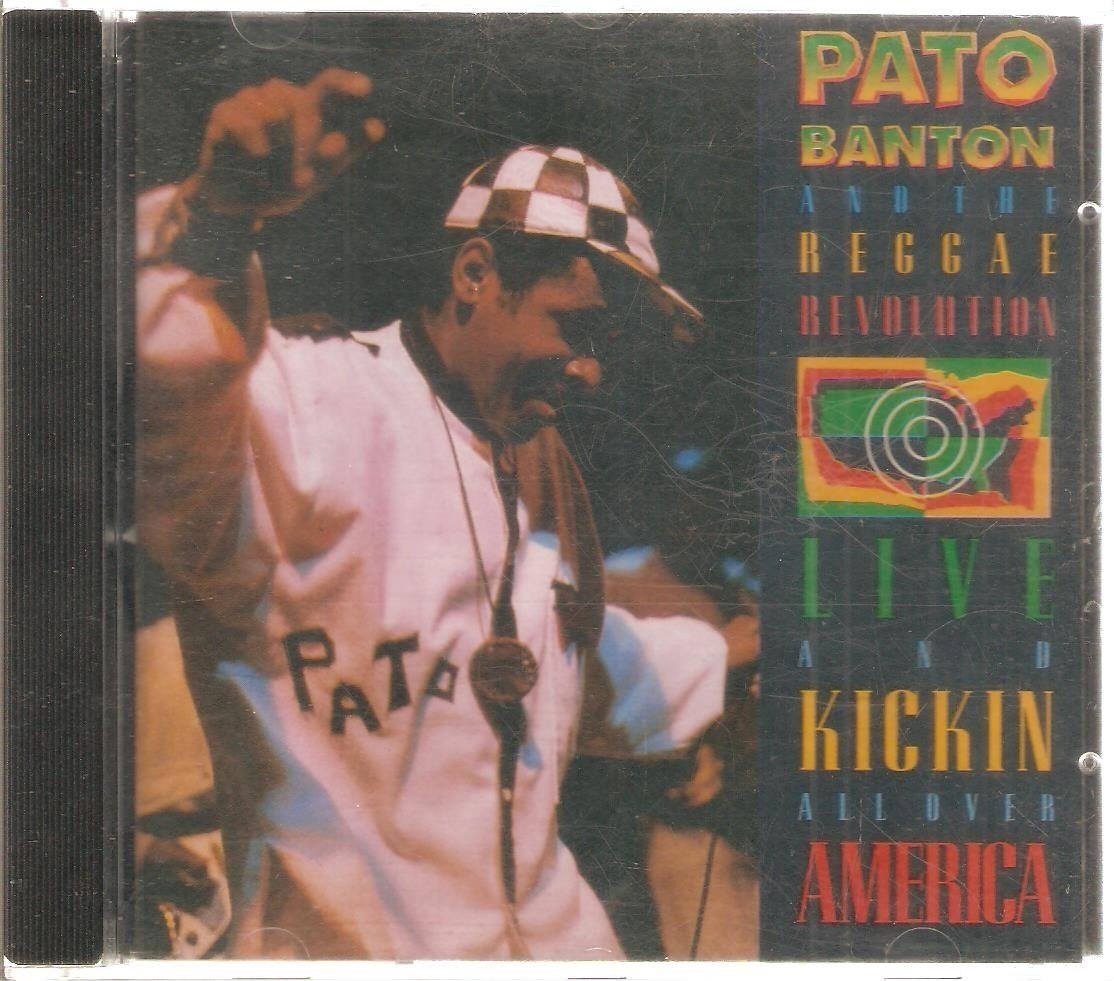 PATO
BANTON
AND THE
REGGAE
REVOLUTION
LIVE
AND
KICKIN
ALL OVER
AMERICA
PATO